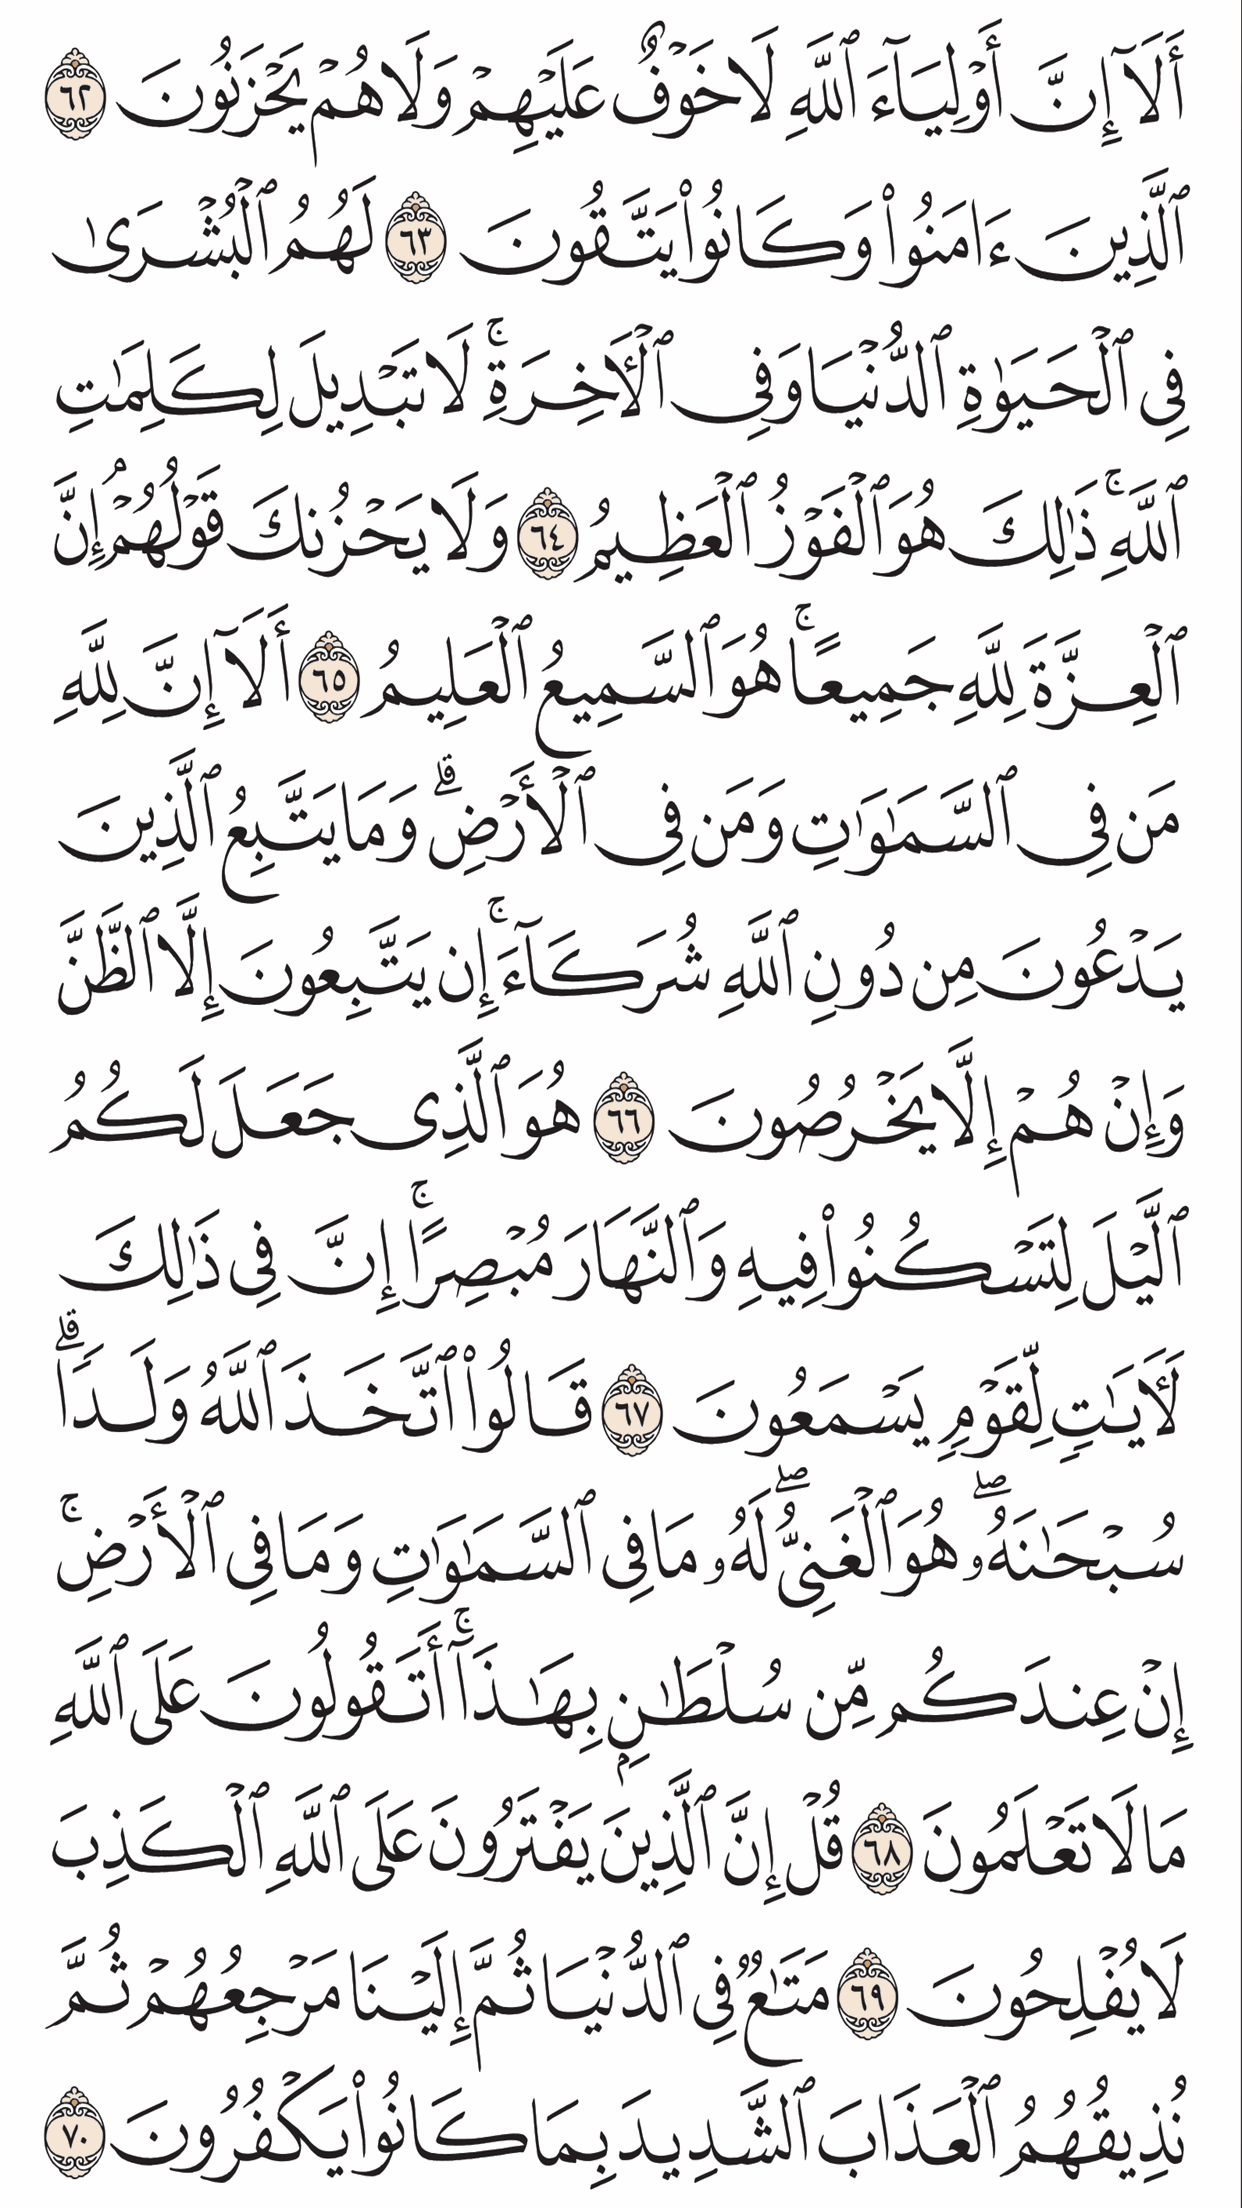 أَلَآ إِنَّ أَوْلِيَآءَ ٱللَّهِ لَا خَوْفٌ عَلَيْهِمْ وَلَا هُمْ يَحْزَنُونَ ٦٢
ٱلَّذِينَ ءَامَنُوا۟ وَكَانُوا۟ يَتَّقُونَ ٦٣ لَهُمُ ٱلْبُشْرَىٰ
فِى ٱلْحَيَوٰةِ ٱلدُّنْيَا وَفِى ٱلْـَٔاخِرَةِ ۚ لَا تَبْدِيلَ لِكَلِمَـٰتِ
ٱللَّهِ ۚ ذَٰلِكَ هُوَ ٱلْفَوْزُ ٱلْعَظِيمُ ٦٤ وَلَا يَحْزُنكَ قَوْلُهُمْ ۘ إِنَّ
ٱلْعِزَّةَ لِلَّهِ جَمِيعًا ۚ هُوَ ٱلسَّمِيعُ ٱلْعَلِيمُ ٦٥ أَلَآ إِنَّ لِلَّهِ
مَن فِى ٱلسَّمَـٰوَٰتِ وَمَن فِى ٱلْأَرْضِ ۗ وَمَا يَتَّبِعُ ٱلَّذِينَ
يَدْعُونَ مِن دُونِ ٱللَّهِ شُرَكَآءَ ۚ إِن يَتَّبِعُونَ إِلَّا ٱلظَّنَّ
وَإِنْ هُمْ إِلَّا يَخْرُصُونَ ٦٦ هُوَ ٱلَّذِى جَعَلَ لَكُمُ
ٱلَّيْلَ لِتَسْكُنُوا۟ فِيهِ وَٱلنَّهَارَ مُبْصِرًا ۚ إِنَّ فِى ذَٰلِكَ
لَـَٔايَـٰتٍ لِّقَوْمٍ يَسْمَعُونَ ٦٧ قَالُوا۟ ٱتَّخَذَ ٱللَّهُ وَلَدًا ۗ
سُبْحَـٰنَهُۥ ۖ هُوَ ٱلْغَنِىُّ ۖ لَهُۥ مَا فِى ٱلسَّمَـٰوَٰتِ وَمَا فِى ٱلْأَرْضِ ۚ
إِنْ عِندَكُم مِّن سُلْطَـٰنٍۭ بِهَـٰذَآ ۚ أَتَقُولُونَ عَلَى ٱللَّهِ
مَا لَا تَعْلَمُونَ ٦٨ قُلْ إِنَّ ٱلَّذِينَ يَفْتَرُونَ عَلَى ٱللَّهِ ٱلْكَذِبَ
لَا يُفْلِحُونَ ٦٩ مَتَـٰعٌ فِى ٱلدُّنْيَا ثُمَّ إِلَيْنَا مَرْجِعُهُمْ ثُمَّ
نُذِيقُهُمُ ٱلْعَذَابَ ٱلشَّدِيدَ بِمَا كَانُوا۟ يَكْفُرُونَ ٧٠